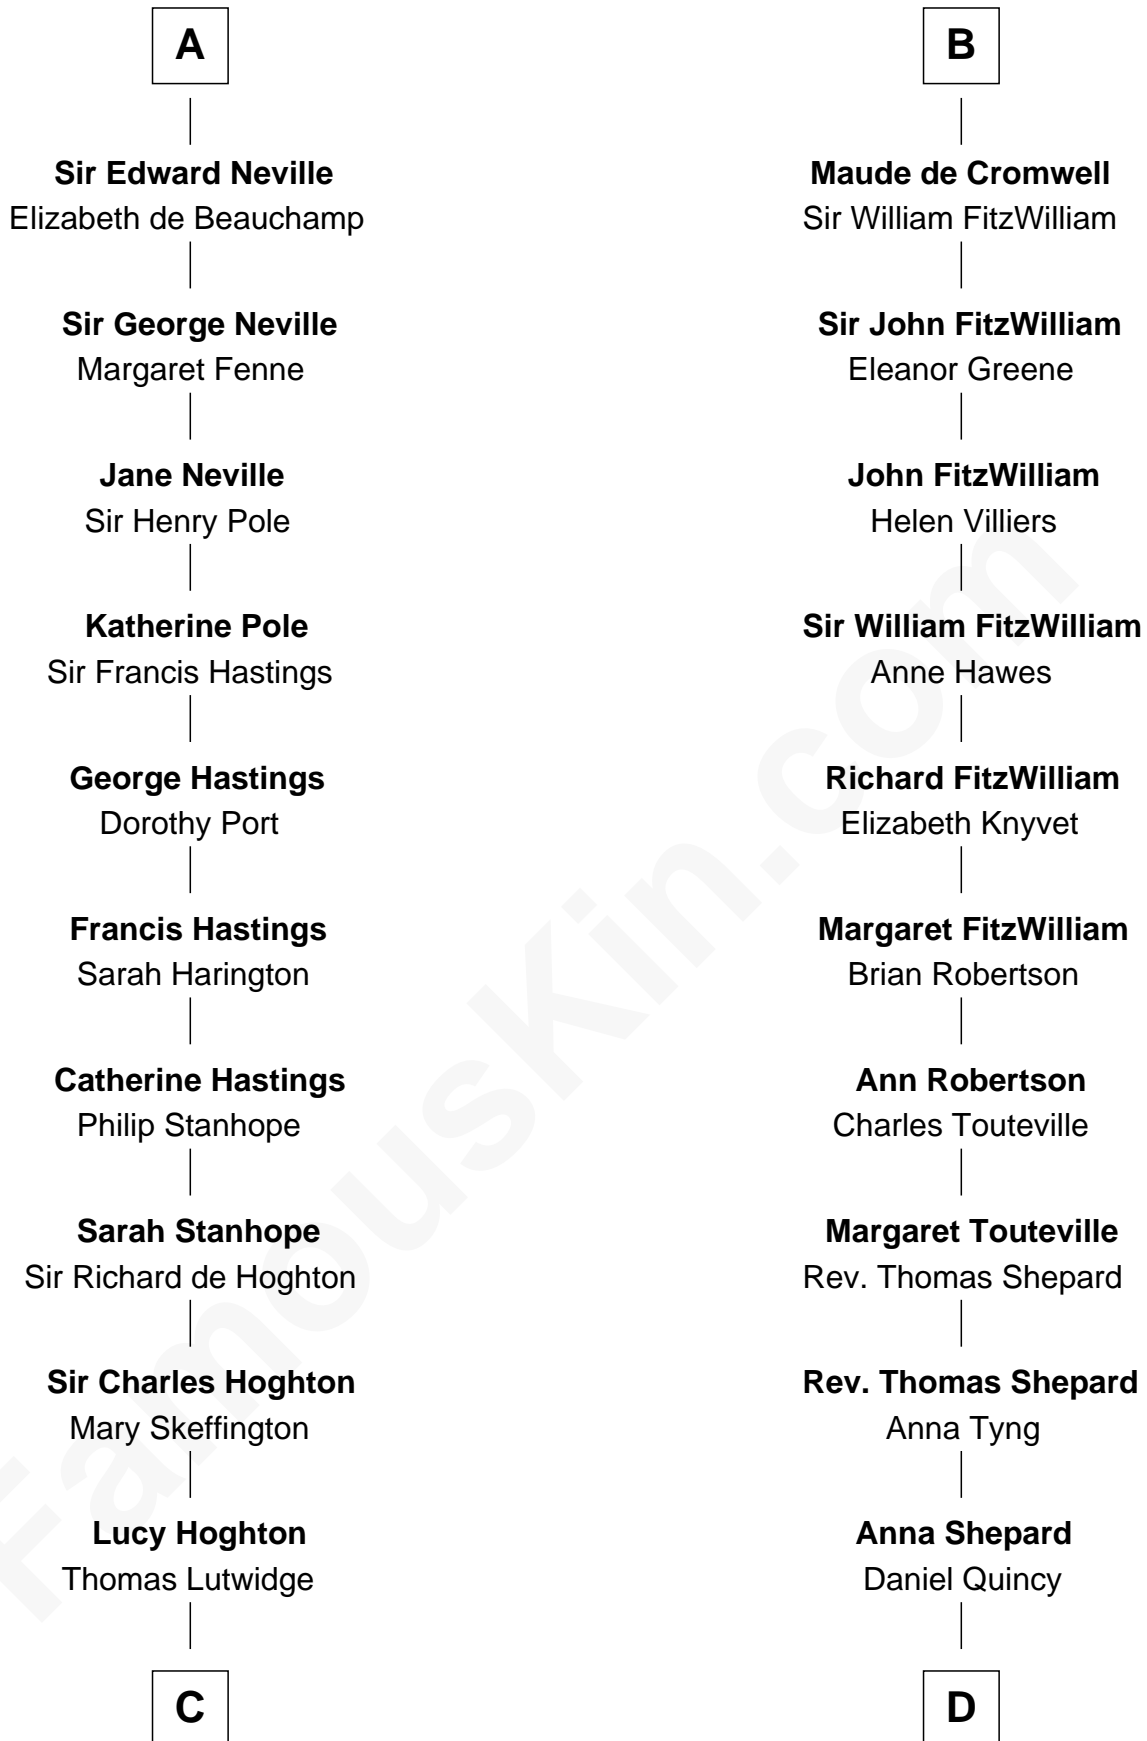 A
Sir Edward Neville
Elizabeth de Beauchamp
Sir George Neville
Margaret Fenne
Jane Neville
Sir Henry Pole
Katherine Pole
Sir Francis Hastings
George Hastings
Dorothy Port
Francis Hastings
Sarah Harington
Catherine Hastings
Philip Stanhope
Sarah Stanhope
Sir Richard de Hoghton
Sir Charles Hoghton
Mary Skeffington
Lucy Hoghton
Thomas Lutwidge
C
B
Maude de Cromwell
Sir William FitzWilliam
Sir John FitzWilliam
Eleanor Greene
John FitzWilliam
Helen Villiers
Sir William FitzWilliam
Anne Hawes
Richard FitzWilliam
Elizabeth Knyvet
Margaret FitzWilliam
Brian Robertson
Ann Robertson
Charles Touteville
Margaret Touteville
Rev. Thomas Shepard
Rev. Thomas Shepard
Anna Tyng
Anna Shepard
Daniel Quincy
D
FamousKin.com